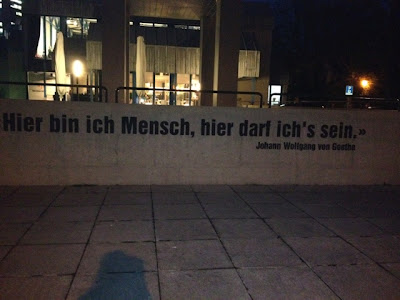 «Hier bin ich Mensch, hier darf ich's sein.»
Johann Wolfgang von Goethe